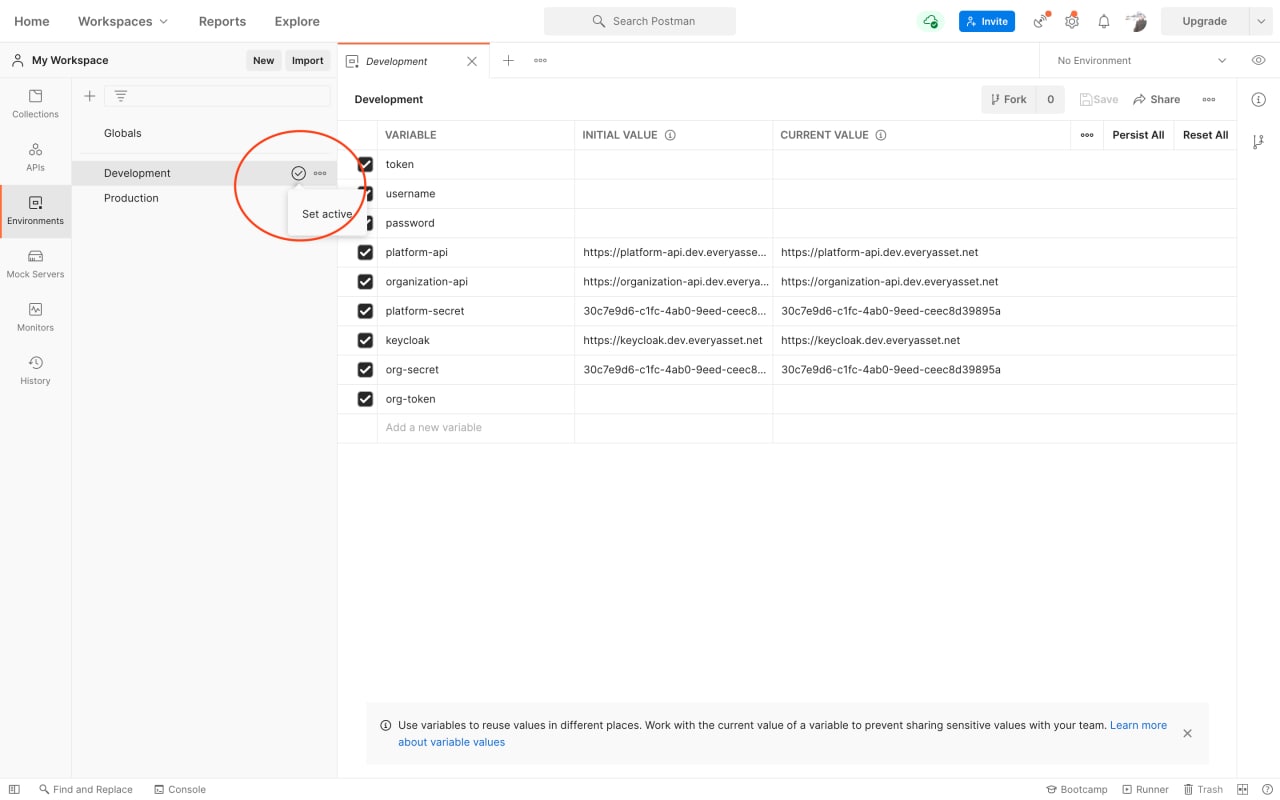 Home Workspaces Reports Explore Search Postman Invite Upgrade
My Workspace New Import Development No Environment
Development Fork 0 Save Share
Collections
APIs
Environments
Mock Servers
Monitors
History
Globals
Development
Production
Set active
VARIABLE INITIAL VALUE CURRENT VALUE Persist All Reset All
token
username
password
platform-api https://platform-api.dev.everyasse... https://platform-api.dev.everyasset.net
organization-api https://organization-api.dev.everya... https://organization-api.dev.everyasset.net
platform-secret 30c7e9d6-c1fc-4ab0-9eed-ceec8... 30c7e9d6-c1fc-4ab0-9eed-ceec8d39895a
keycloak https://keycloak.dev.everyasset.net https://keycloak.dev.everyasset.net
org-secret 30c7e9d6-c1fc-4ab0-9eed-ceec8... 30c7e9d6-c1fc-4ab0-9eed-ceec8d39895a
org-token
Add a new variable
Use variables to reuse values in different places. Work with the current value of a variable to prevent sharing sensitive values with your team. Learn more
about variable values
Find and Replace Console Bootcamp Runner Trash